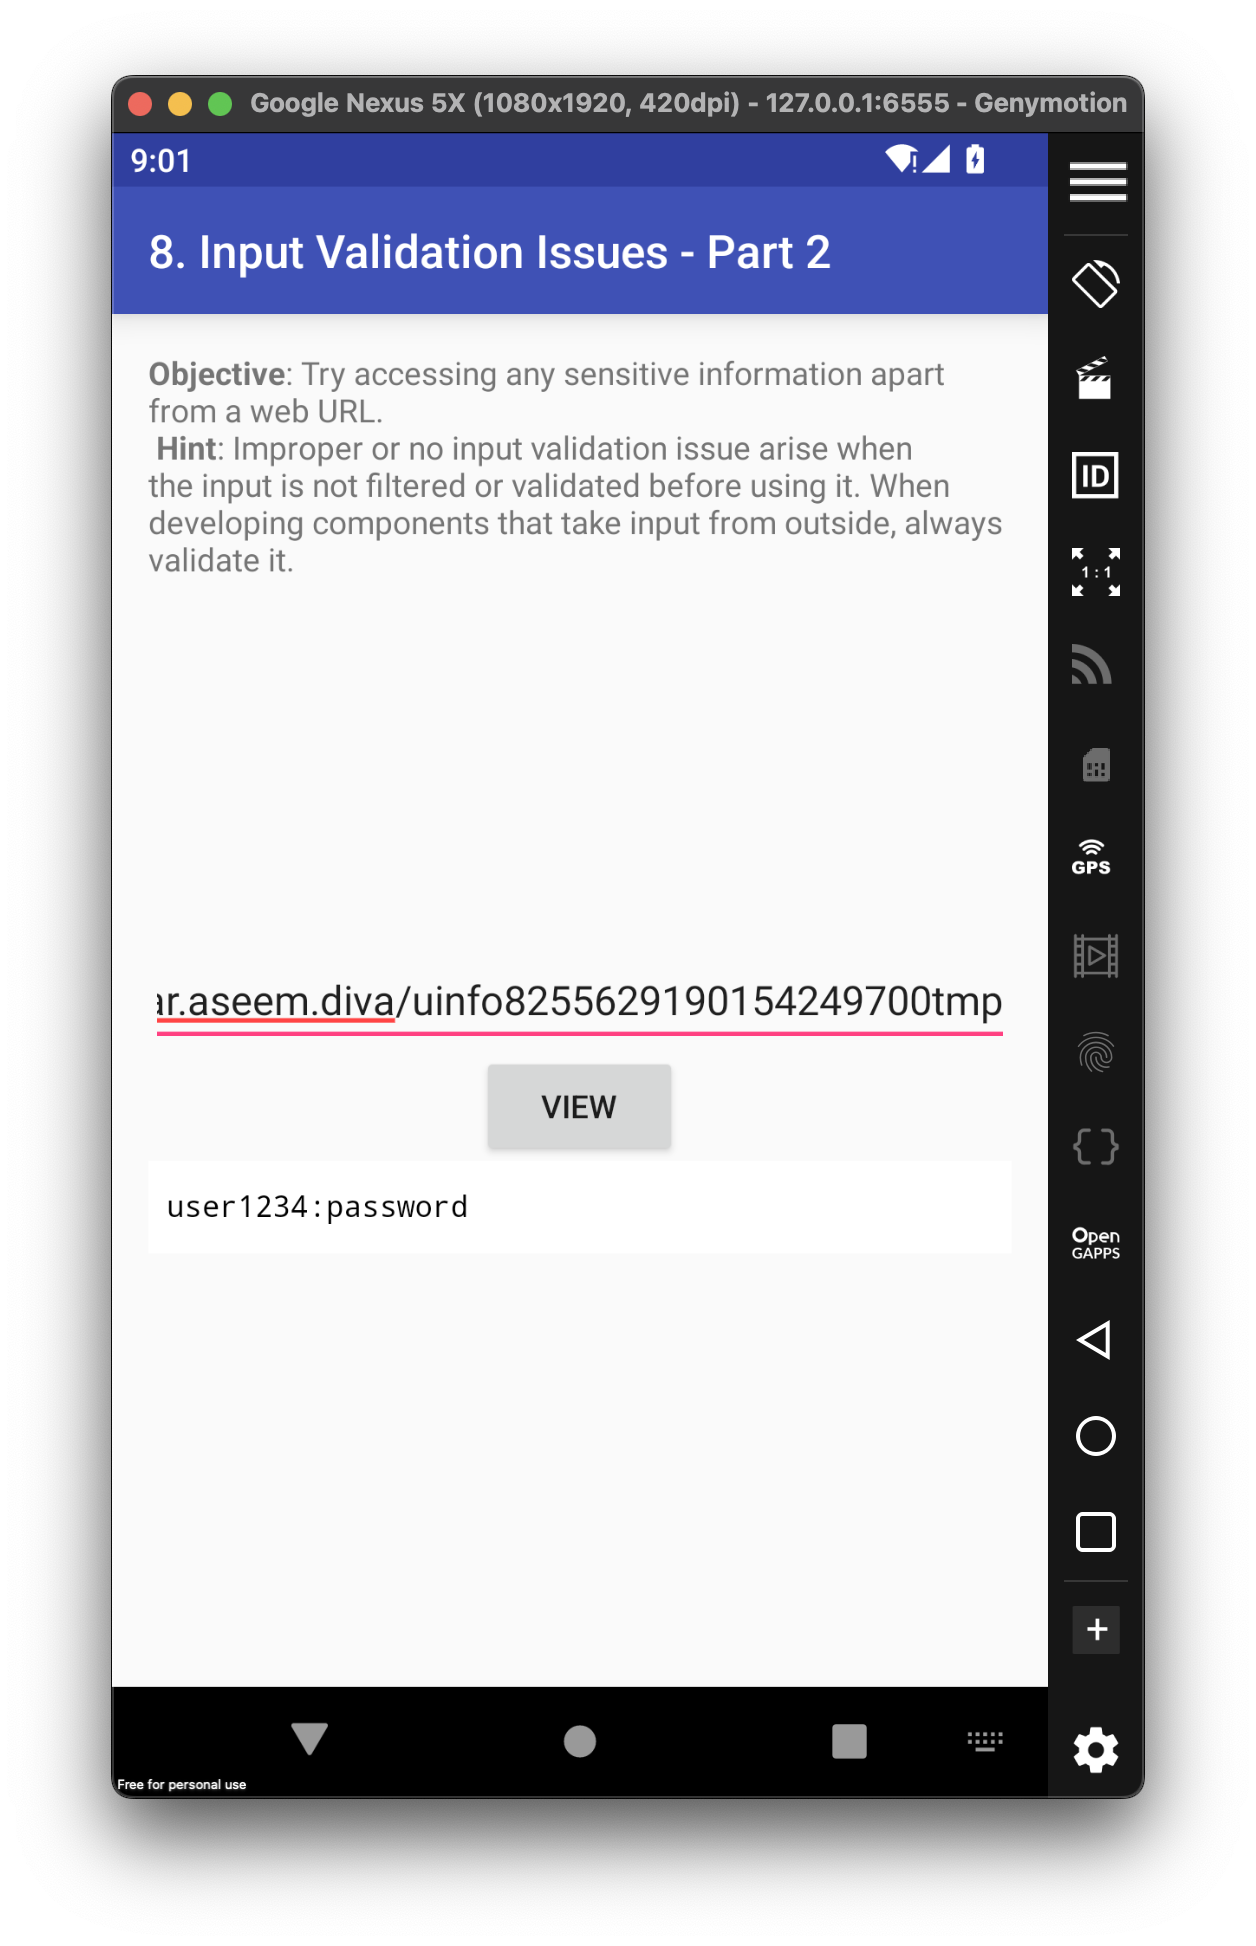 Google Nexus 5X (1080x1920, 420dpi) - 127.0.0.1:6555 - Genymotion
9:01
8. Input Validation Issues - Part 2
Objective: Try accessing any sensitive information apart
from a web URL.
Hint: Improper or no input validation issue arise when
the input is not filtered or validated before using it. When
developing components that take input from outside, always
validate it.
ar.aseem.diva/uinfo8255629190154249700tmp
VIEW
user1234:password
Free for personal use
ID
1:1
GPS
Open
GAPPS